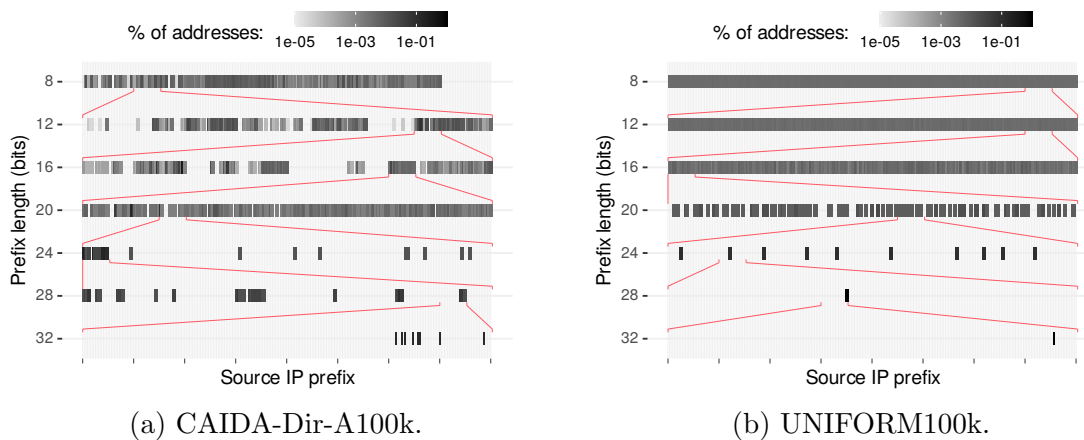 % of addresses: 1e-05 1e-03 1e-01
Prefix length (bits)
8
12
16
20
24
28
32
Source IP prefix
(a) CAIDA-Dir-A100k.
% of addresses: 1e-05 1e-03 1e-01
Prefix length (bits)
8
12
16
20
24
28
32
Source IP prefix
(b) UNIFORM100k.